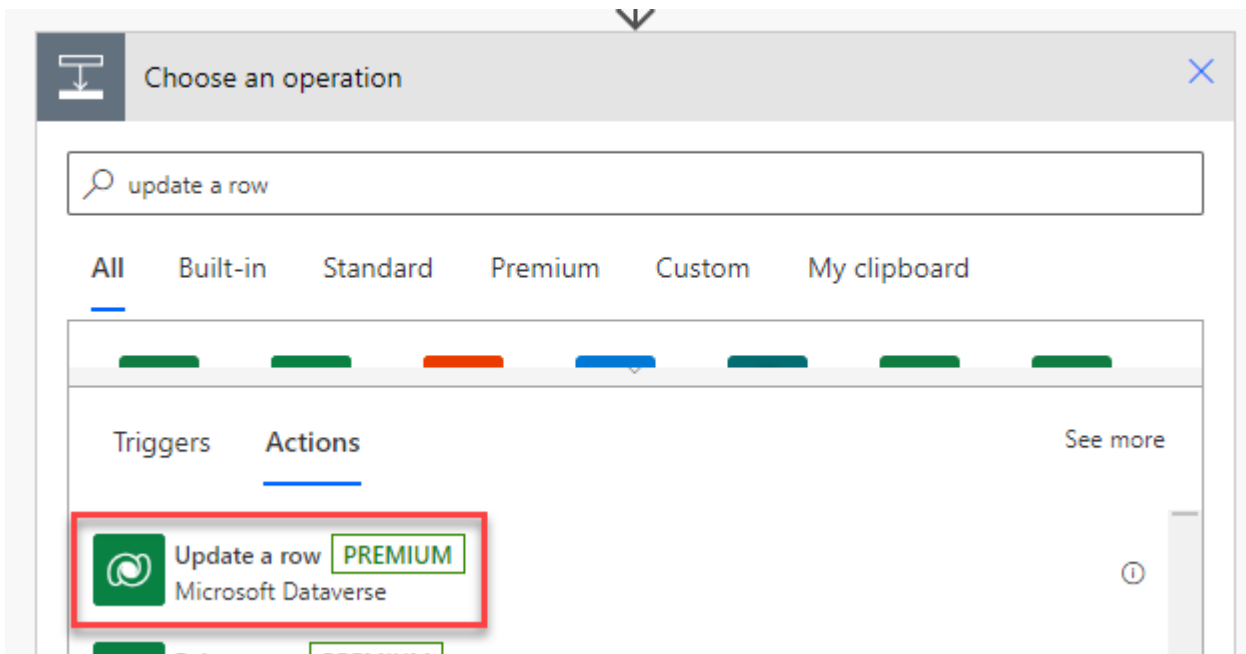 Choose an operation
update a row
All Built-in Standard Premium Custom My clipboard
Triggers Actions See more
Update a row PREMIUM
Microsoft Dataverse
PREMIUM